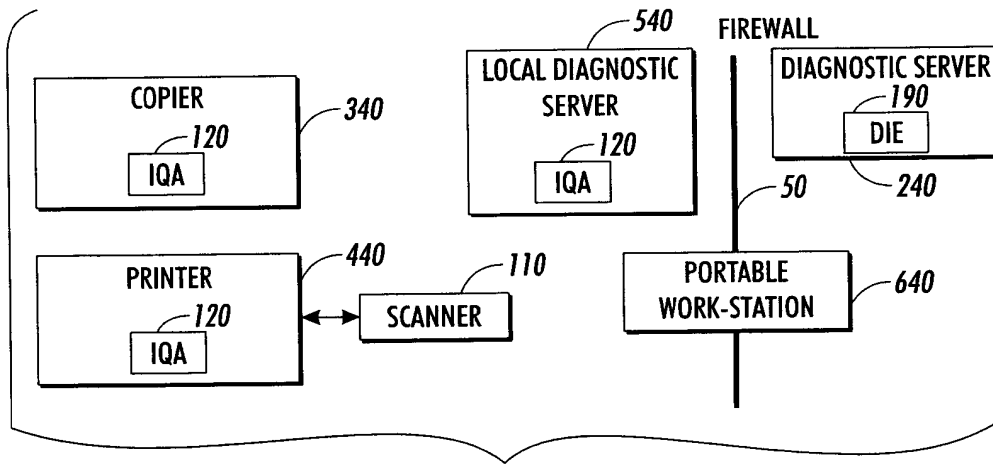 COPIER
120
IQA
340
540
LOCAL DIAGNOSTIC
SERVER
120
IQA
FIREWALL
DIAGNOSTIC SERVER
190
DIE
240
50
PRINTER
120
IQA
440
110
SCANNER
PORTABLE
WORK-STATION
640